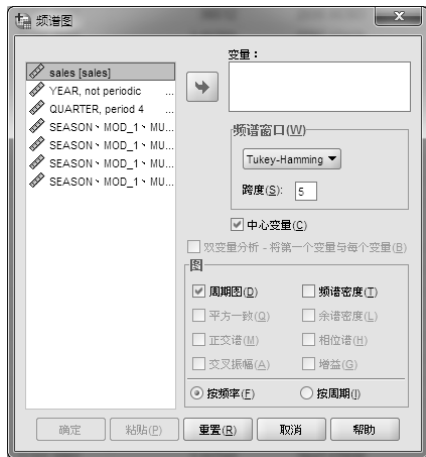 频谱图
变量：
sales [sales]
YEAR, not periodic ...
QUARTER, period 4 ...
SEASON、MOD_1、MU...
SEASON、MOD_1、MU...
SEASON、MOD_1、MU...
SEASON、MOD_1、MU...
频谱窗口(W)
Tukey-Hamming
跨度(S): 5
中心变量(C)
双变量分析 - 将第一个变量与每个变量(B)
图
周期图(D) 频谱密度(T)
平方一致(Q) 余谱密度(L)
正交谱(M) 相位谱(H)
交叉振幅(A) 增益(G)
按频率(F) 按周期(I)
确定 粘贴(P) 重置(R) 取消 帮助